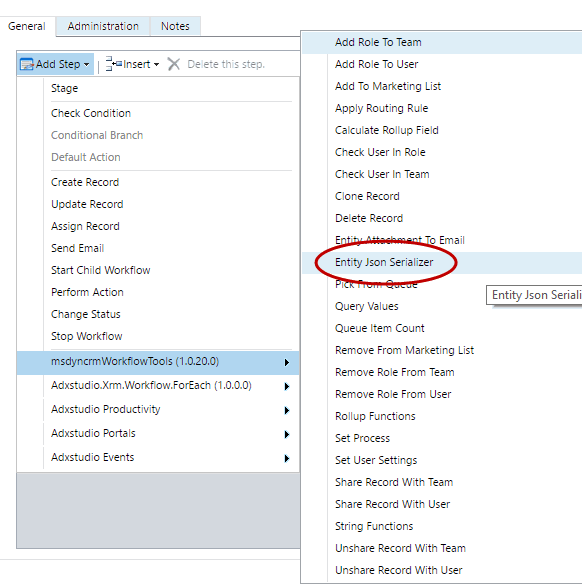 General
Administration
Notes
Add Step
Insert
Delete this step.
Stage
Check Condition
Conditional Branch
Default Action
Create Record
Update Record
Assign Record
Send Email
Start Child Workflow
Perform Action
Change Status
Stop Workflow
msdyncrmWorkflowTools (1.0.20.0)
Adxstudio.Xrm.Workflow.ForEach (1.0.0.0)
Adxstudio Productivity
Adxstudio Portals
Adxstudio Events
Add Role To Team
Add Role To User
Add To Marketing List
Apply Routing Rule
Calculate Rollup Field
Check User In Role
Check User In Team
Clone Record
Delete Record
Entity Attachment To Email
Entity Json Serializer
Pick From Queue
Entity Json Seriali
Query Values
Queue Item Count
Remove From Marketing List
Remove Role From Team
Remove Role From User
Rollup Functions
Set Process
Set User Settings
Share Record With Team
Share Record With User
String Functions
Unshare Record With Team
Unshare Record With User